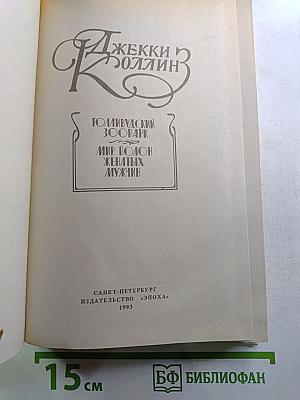 ДЖЕККИ
КОЛЛИНЗ
ГОЛЛИВУДСКИЙ
ЗООПАРК
МИР ПОЛОН
ЖЕНАТЫХ
МУЖЧИН
САНКТ-ПЕТЕРБУРГ
ИЗДАТЕЛЬСТВО «ЭПОХА»
1993
15 см
БФ БИБЛИОФАН